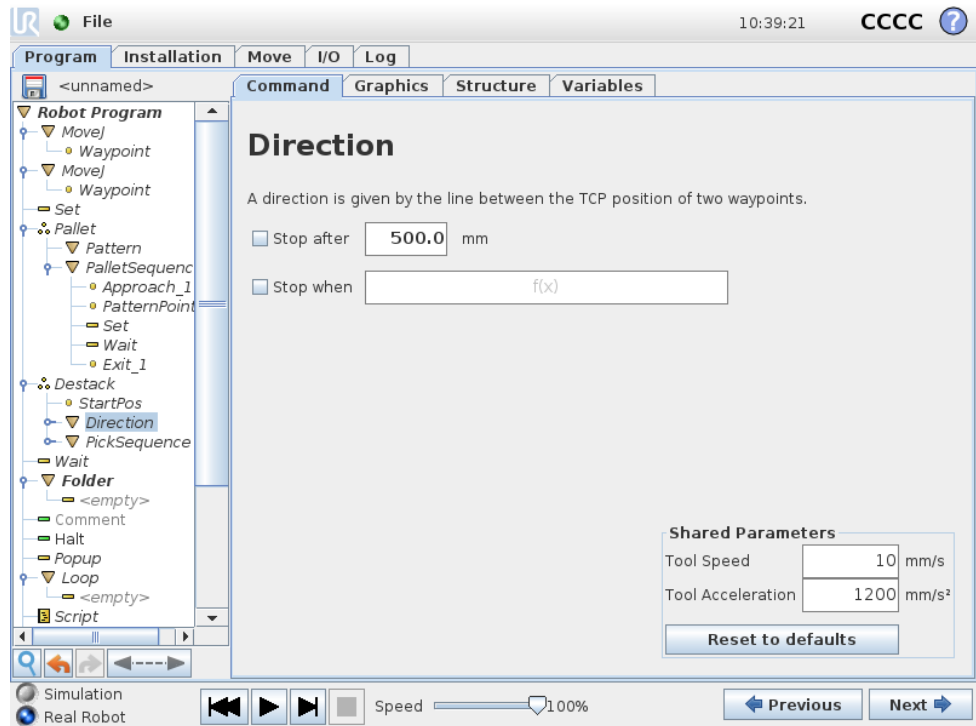 UR File 10:39:21 CCCC ?
Program Installation Move I/O Log
<unnamed>
Command Graphics Structure Variables
Robot Program
MoveJ
Waypoint
MoveJ
Waypoint
Set
Pallet
Pattern
PalletSequenc
Approach_1
PatternPoint
Set
Wait
Exit_1
Destack
StartPos
Direction
PickSequence
Wait
Folder
<empty>
Comment
Halt
Popup
Loop
<empty>
Script
Direction
A direction is given by the line between the TCP position of two waypoints.
Stop after 500.0 mm
Stop when f(x)
Shared Parameters
Tool Speed 10 mm/s
Tool Acceleration 1200 mm/s²
Reset to defaults
Simulation
Real Robot
Speed 100%
Previous Next